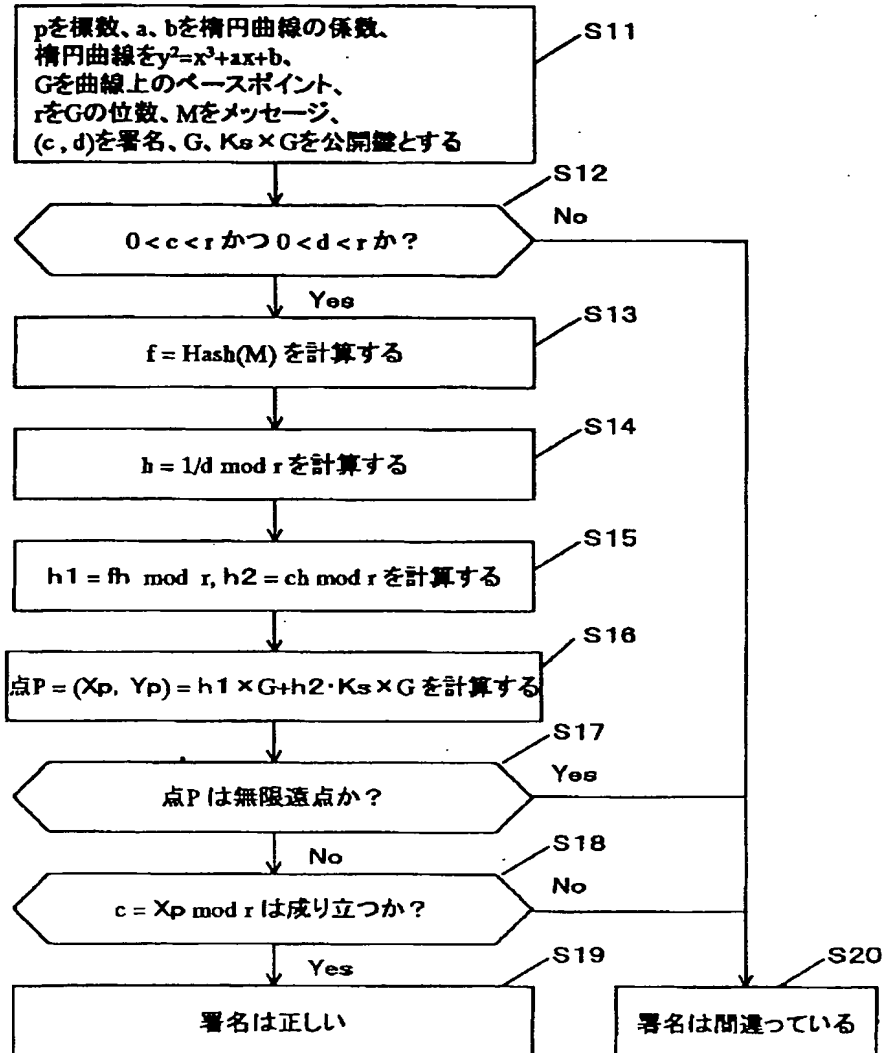 pを標数、a、bを楕円曲線の係数、
楕円曲線をy²=x³+ax+b、
Gを曲線上のベースポイント、
rをGの位数、Mをメッセージ、
(c , d)を署名、G、Ks×Gを公開鍵とする
S11
S12
0 < c < r かつ 0 < d < r か？
No
Yes
S13
f = Hash(M) を計算する
S14
h = 1/d mod r を計算する
S15
h1 = fh mod r, h2 = ch mod r を計算する
S16
点P = (Xp, Yp) = h1×G+h2・Ks×G を計算する
S17
点P は無限遠点か？
Yes
No
S18
c = Xp mod r は成り立つか？
No
Yes
S19
署名は正しい
S20
署名は間違っている